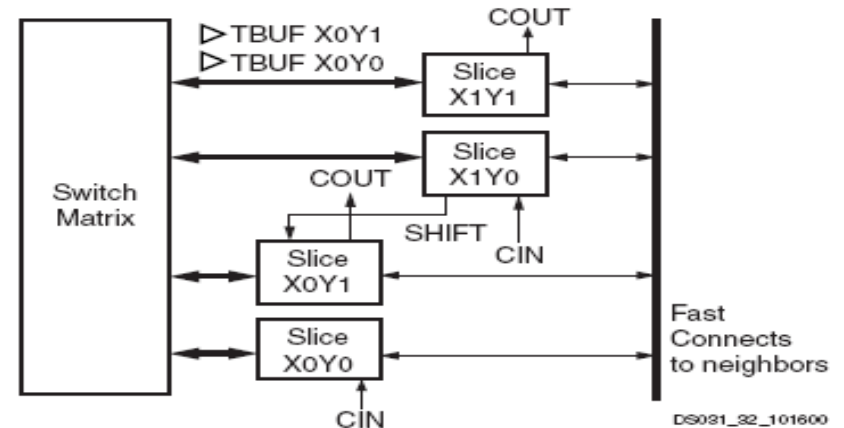 COUT
TBUF X0Y1
TBUF X0Y0
Slice
X1Y1
Slice
X1Y0
Switch
Matrix
COUT
SHIFT
CIN
Slice
X0Y1
Fast
Connects
to neighbors
Slice
X0Y0
CIN
DS031_32_101600